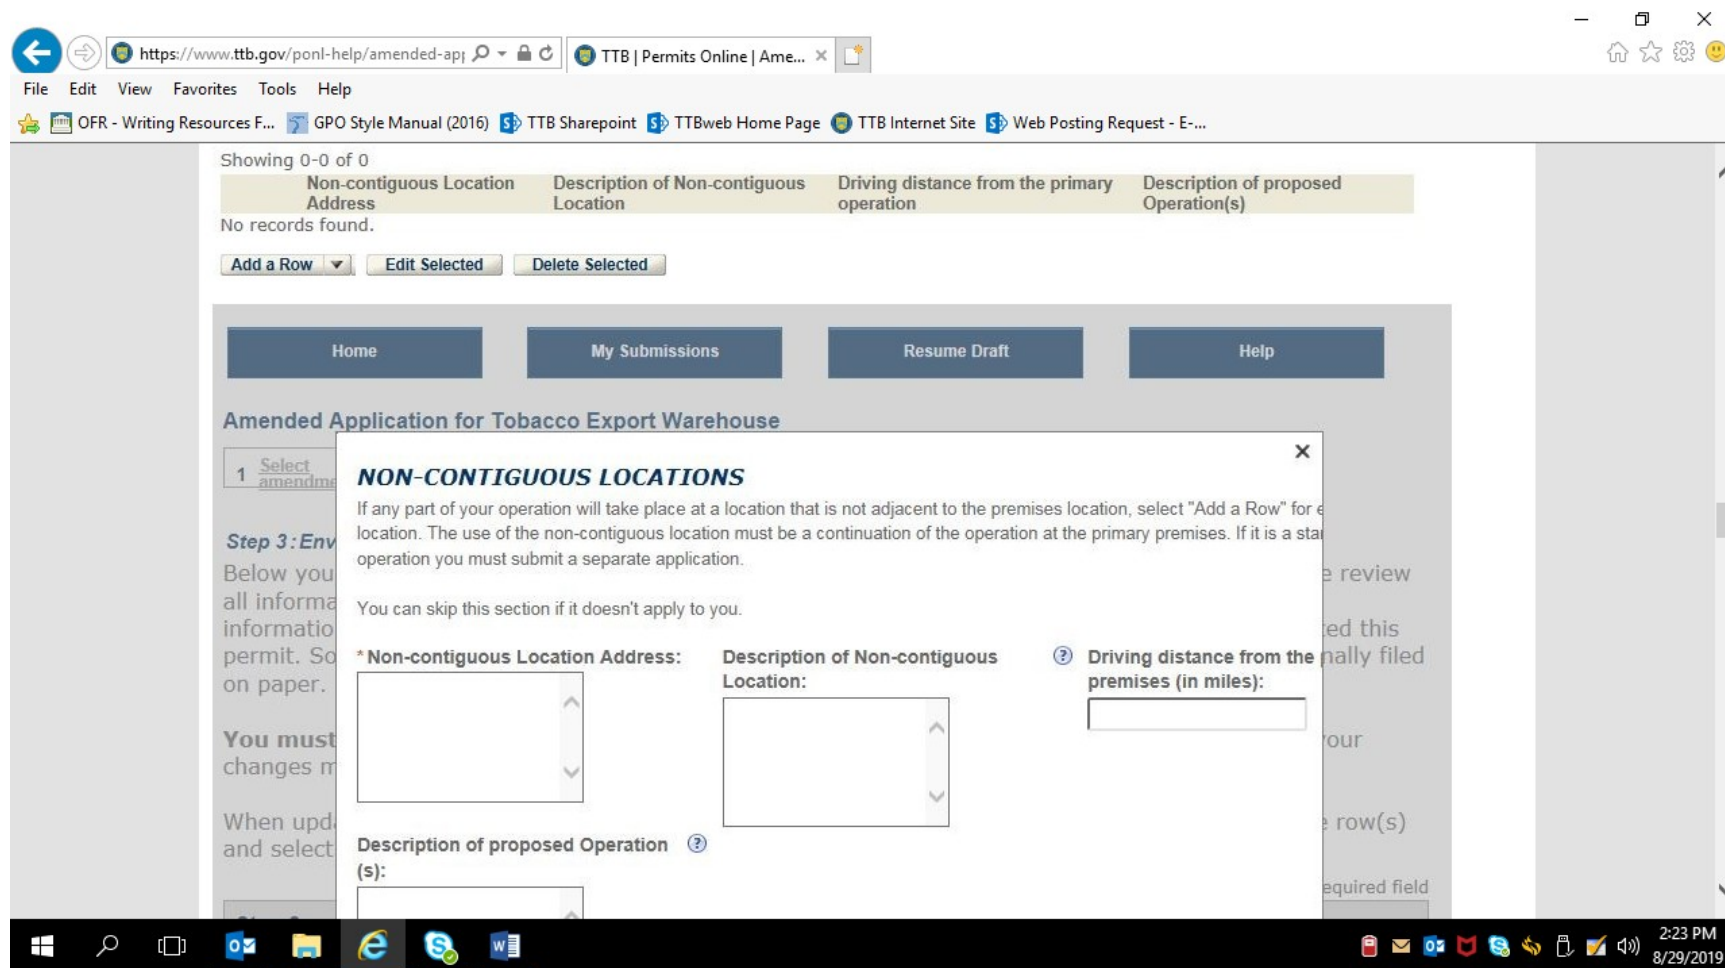 https://www.ttb.gov/ponl-help/amended-ap
TTB | Permits Online | Ame...
File Edit View Favorites Tools Help
OFR - Writing Resources F... GPO Style Manual (2016) TTB Sharepoint TTBweb Home Page TTB Internet Site Web Posting Request - E-...
Showing 0-0 of 0
Non-contiguous Location Description of Non-contiguous Driving distance from the primary Description of proposed
Address Location operation Operation(s)
No records found.
Add a Row Edit Selected Delete Selected
Home My Submissions Resume Draft Help
Amended Application for Tobacco Export Warehouse
1 Select
amendme
NON-CONTIGUOUS LOCATIONS
If any part of your operation will take place at a location that is not adjacent to the premises location, select "Add a Row" for e
Step 3: Env location. The use of the non-contiguous location must be a continuation of the operation at the primary premises. If it is a sta
operation you must submit a separate application.
Below you e review
all informa You can skip this section if it doesn't apply to you.
informatio ted this
permit. So *Non-contiguous Location Address: Description of Non-contiguous Driving distance from the nally filed
on paper. Location: premises (in miles):
You must your
changes m
When upda e row(s)
and select Description of proposed Operation
(s):
equired field
2:23 PM
8/29/2019